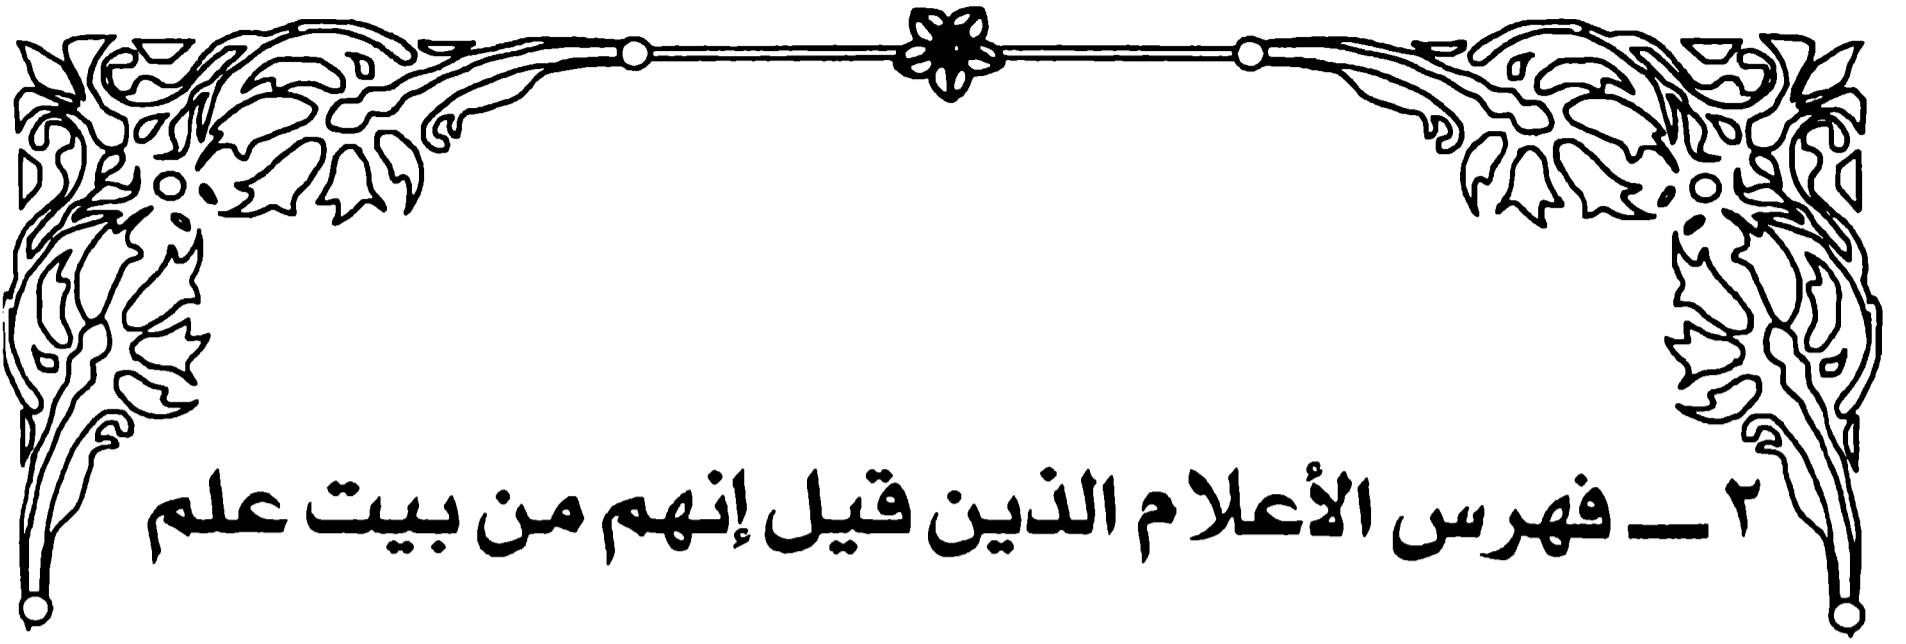 ٢ ــ فهرس الأعلام الذين قيل إنهم من بيت علم